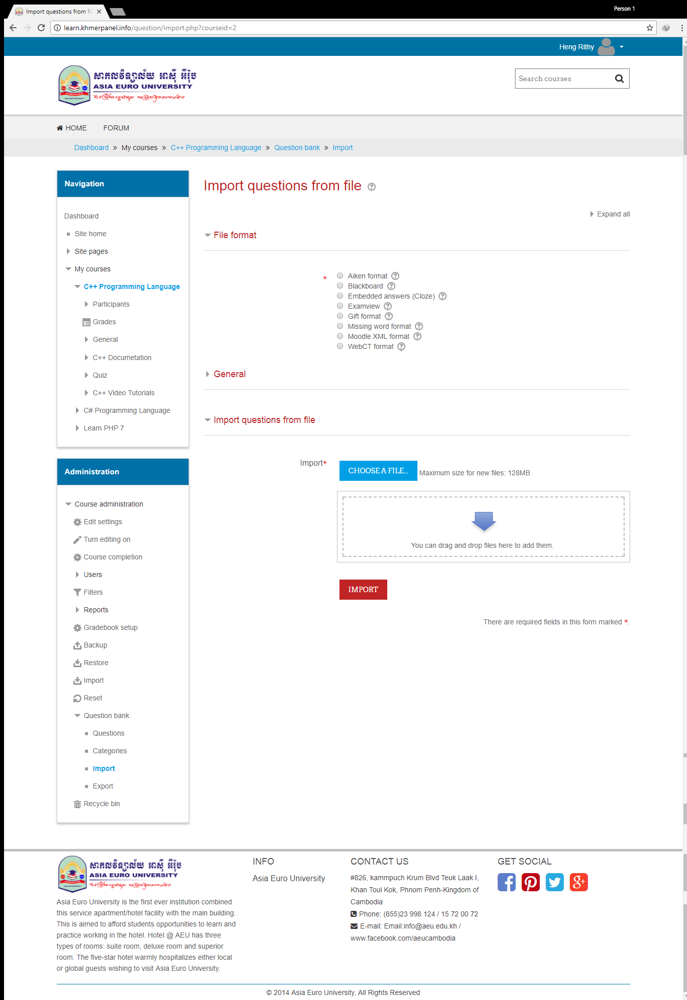 Import questions from fil
Person 1
learn.khmerpanel.info/question/import.php?courseid=2
Heng Rithy
សាកលវិទ្យាល័យ អាស៊ី អឺរ៉ុប
ASIA EURO UNIVERSITY
Search courses
HOME FORUM
Dashboard » My courses » C++ Programming Language » Question bank » Import
Navigation
Dashboard
Site home
Site pages
My courses
C++ Programming Language
Participants
Grades
General
C++ Documetation
Quiz
C++ Video Tutorials
C# Programming Language
Learn PHP 7
Administration
Course administration
Edit settings
Turn editing on
Course completion
Users
Filters
Reports
Gradebook setup
Backup
Restore
Import
Reset
Question bank
Questions
Categories
Import
Export
Recycle bin
Import questions from file
Expand all
File format
*
Aiken format
Blackboard
Embedded answers (Cloze)
Examview
Gift format
Missing word format
Moodle XML format
WebCT format
General
Import questions from file
Import*
CHOOSE A FILE...
Maximum size for new files: 128MB
You can drag and drop files here to add them.
IMPORT
There are required fields in this form marked *.
សាកលវិទ្យាល័យ អាស៊ី អឺរ៉ុប
ASIA EURO UNIVERSITY
Asia Euro University is the first ever institution combined
this service apartment/hotel facility with the main building.
This is aimed to afford students opportunities to learn and
practice working in the hotel. Hotel @ AEU has three
types of rooms: suite room, deluxe room and superior
room. The five-star hotel warmly hospitalizes either local
or global guests wishing to visit Asia Euro University.
INFO
Asia Euro University
CONTACT US
#826, kammpuch Krum Blvd Teuk Laak I,
Khan Toul Kok, Phnom Penh-Kingdom of
Cambodia
Phone: (855)23 998 124 / 15 72 00 72
E-mail: Email:info@aeu.edu.kh /
www.facebook.com/aeucambodia
GET SOCIAL
© 2014 Asia Euro University, All Rights Reserved